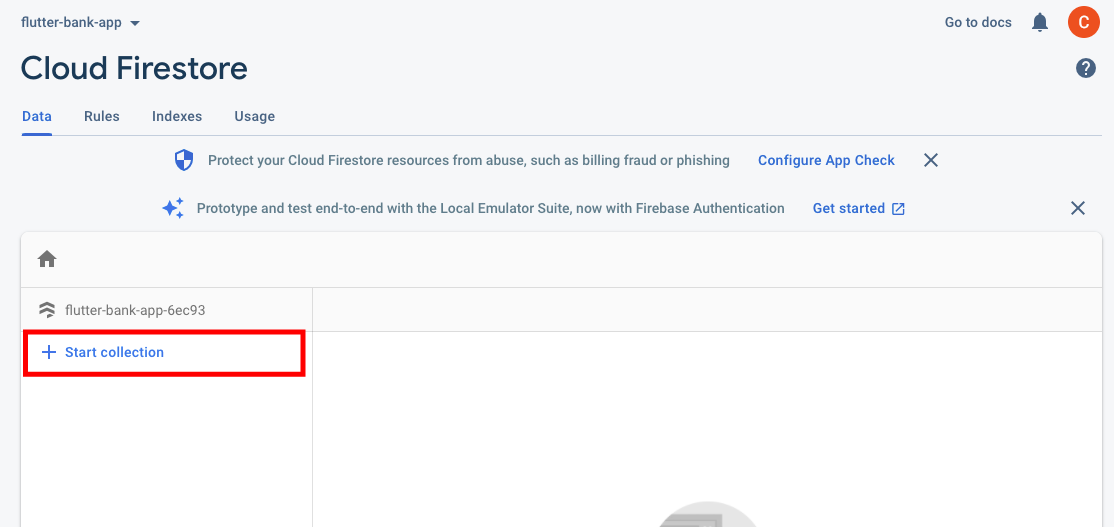 flutter-bank-app
Go to docs
C
Cloud Firestore
?
Data Rules Indexes Usage
Protect your Cloud Firestore resources from abuse, such as billing fraud or phishing Configure App Check
Prototype and test end-to-end with the Local Emulator Suite, now with Firebase Authentication Get started
flutter-bank-app-6ec93
+ Start collection